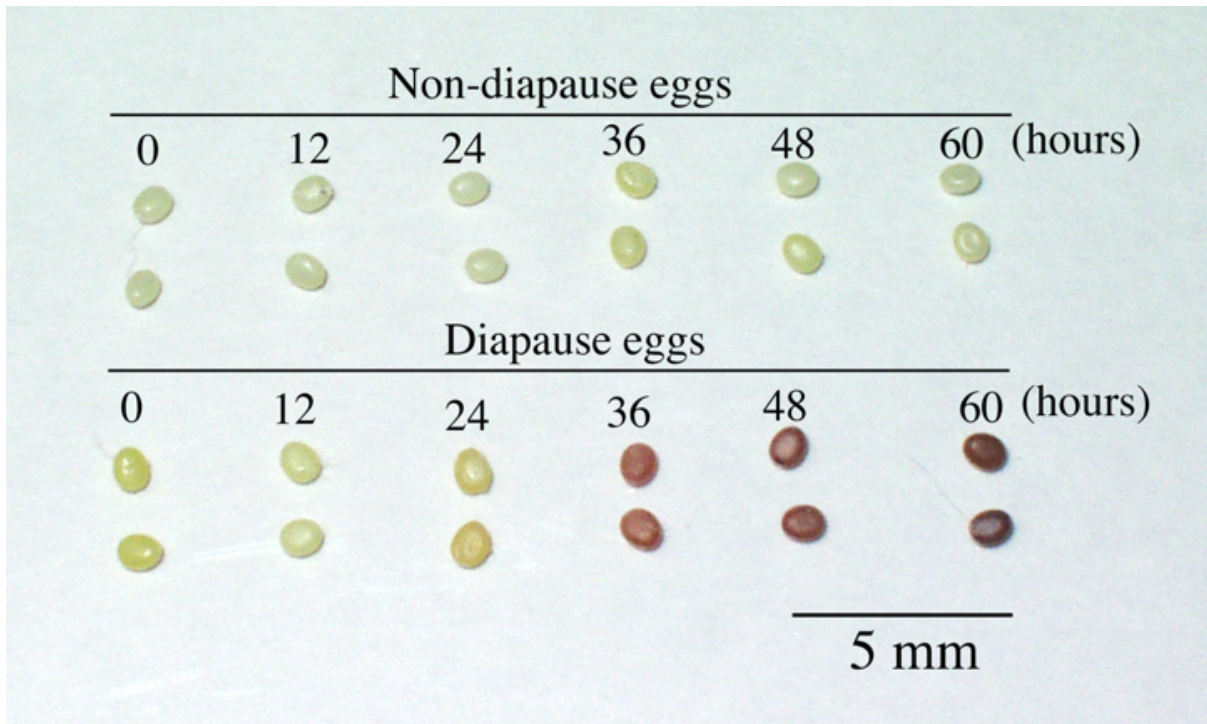 Non-diapause eggs
0 12 24 36 48 60 (hours)
Diapause eggs
0 12 24 36 48 60 (hours)
5 mm